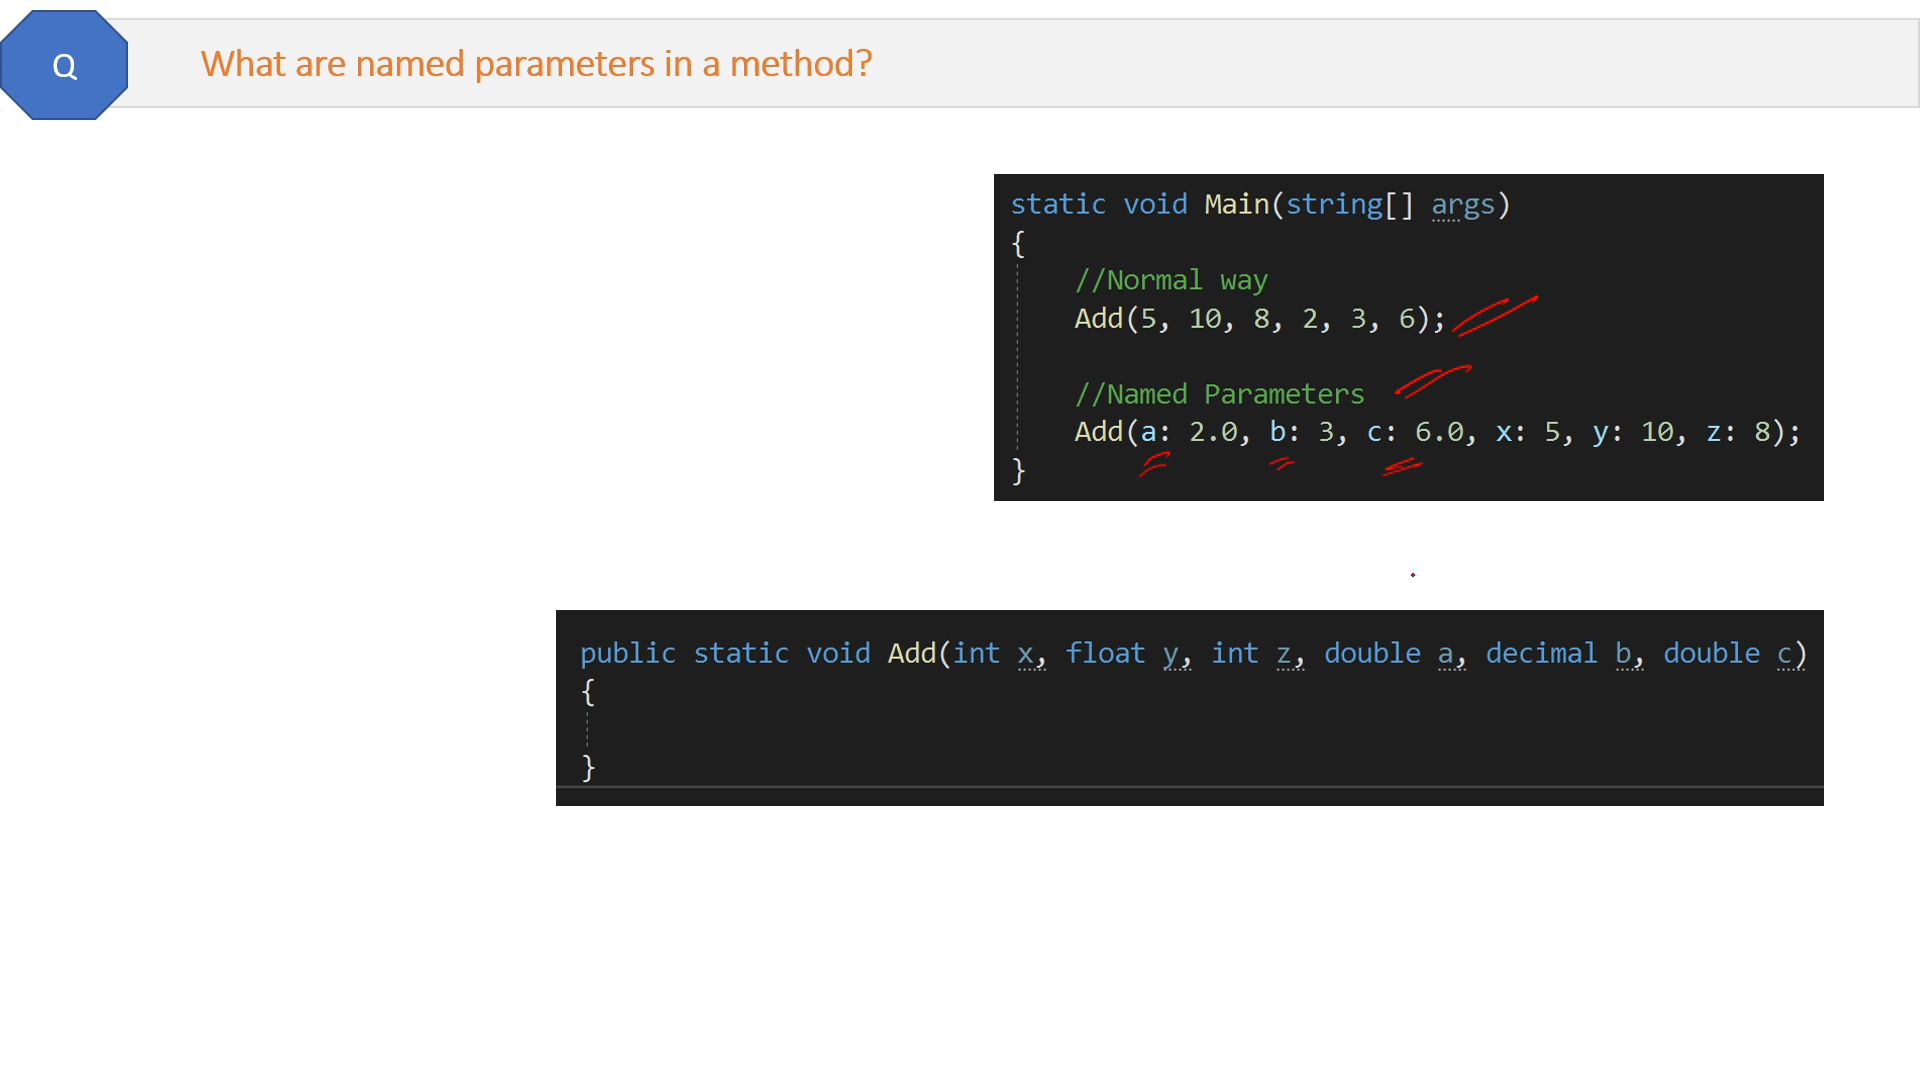 Q
What are named parameters in a method?
static void Main(string[] args)
{
//Normal way
Add(5, 10, 8, 2, 3, 6);
//Named Parameters
Add(a: 2.0, b: 3, c: 6.0, x: 5, y: 10, z: 8);
}
public static void Add(int x, float y, int z, double a, decimal b, double c)
{
}